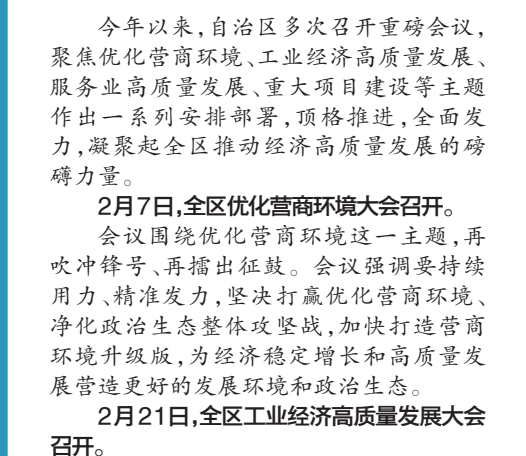 今年以来,自治区多次召开重磅会议,
聚焦优化营商环境、工业经济高质量发展、
服务业高质量发展、重大项目建设等主题
作出一系列安排部署,顶格推进,全面发
力,凝聚起全区推动经济高质量发展的磅
礴力量。
2月7日,全区优化营商环境大会召开。
会议围绕优化营商环境这一主题,再
吹冲锋号、再擂出征鼓。会议强调要持续
用力、精准发力,坚决打赢优化营商环境、
净化政治生态整体攻坚战,加快打造营商
环境升级版,为经济稳定增长和高质量发
展营造更好的发展环境和政治生态。
2月21日,全区工业经济高质量发展大会
召开。